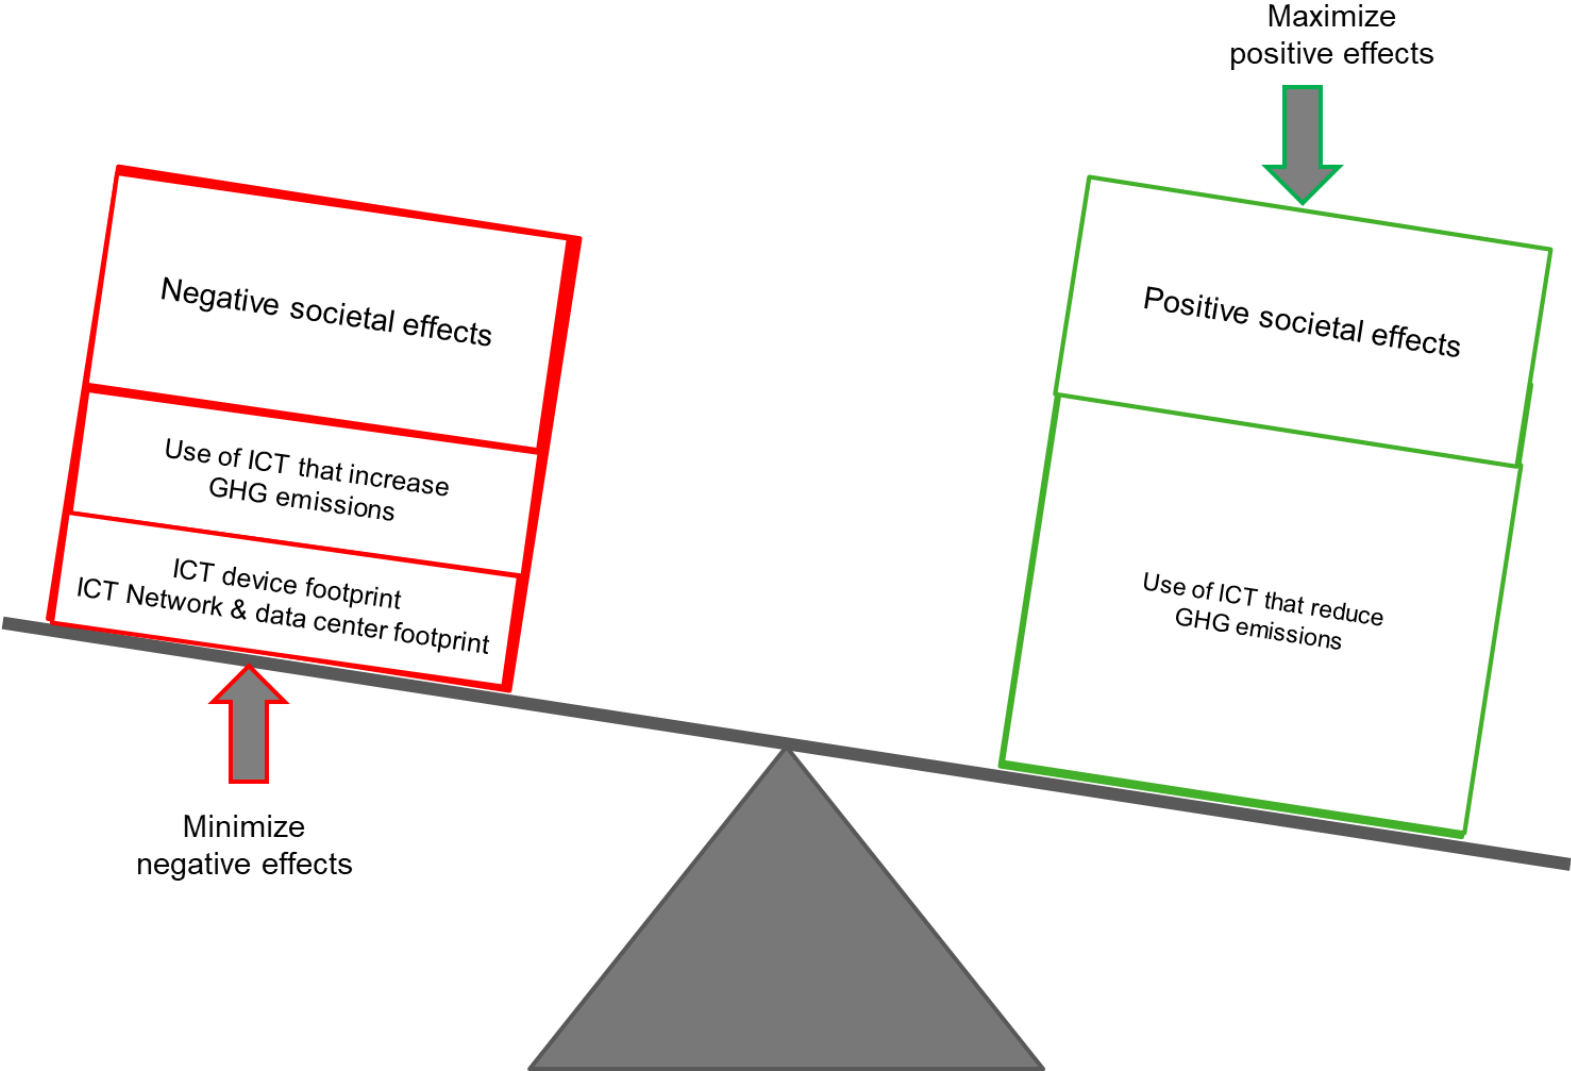 Maximize
positive effects
Negative societal effects
Use of ICT that increase
GHG emissions
ICT device footprint
ICT Network & data center footprint
Minimize
negative effects
Positive societal effects
Use of ICT that reduce
GHG emissions